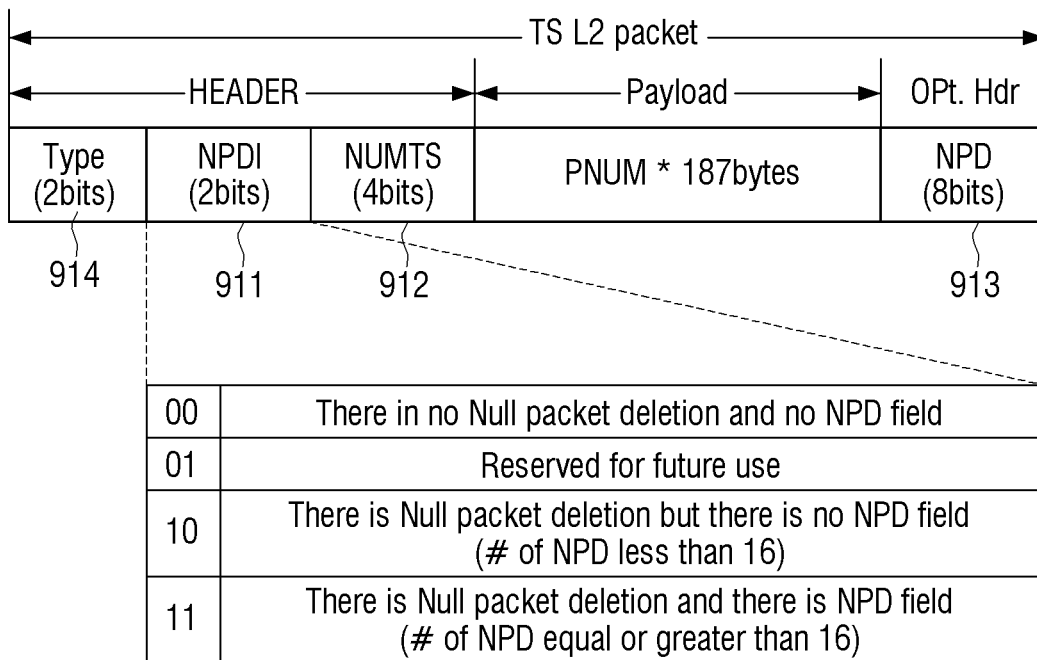 TS L2 packet
HEADER
Payload
OPt. Hdr
Type
(2bits)
NPDI
(2bits)
NUMTS
(4bits)
PNUM * 187bytes
NPD
(8bits)
914
911
912
913
00 There in no Null packet deletion and no NPD field
01 Reserved for future use
10 There is Null packet deletion but there is no NPD field
(# of NPD less than 16)
11 There is Null packet deletion and there is NPD field
(# of NPD equal or greater than 16)